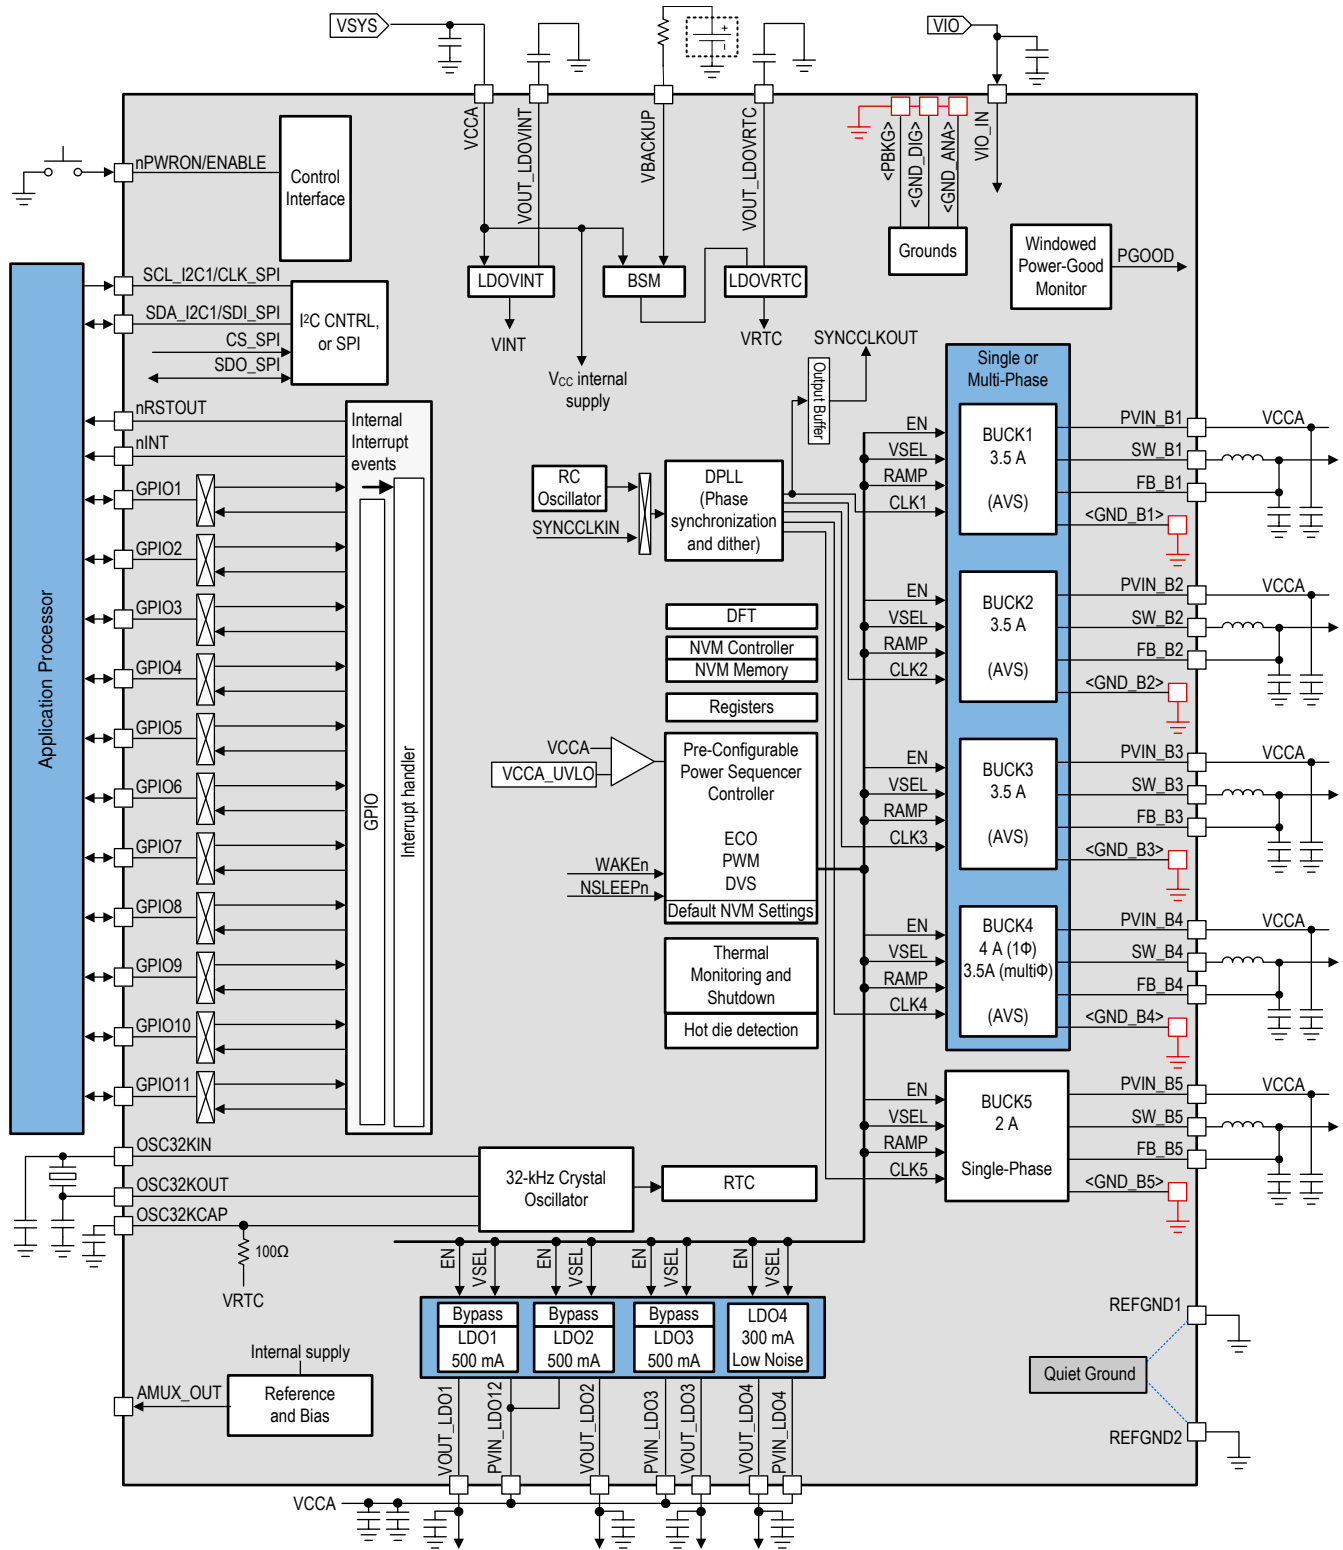 VSYS
VIO
+
-
VCCA
VOUT_LDOVINT
VBACKUP
VOUT_LDOVRTC
<PBKG>
<GND_DIG>
<GND_ANA>
VIO_IN
nPWRON/ENABLE
Control
Interface
Grounds
Windowed
Power-Good
Monitor
PGOOD
LDOVINT
BSM
LDOVRTC
VINT
VRTC
VCC internal
supply
SYNCCLKOUT
Output Buffer
Application Processor
SCL_I2C1/CLK_SPI
SDA_I2C1/SDI_SPI
CS_SPI
SDO_SPI
I²C CNTRL,
or SPI
nRSTOUT
nINT
GPIO1
GPIO2
GPIO3
GPIO4
GPIO5
GPIO6
GPIO7
GPIO8
GPIO9
GPIO10
GPIO11
Internal
Interrupt
events
GPIO
Interrupt handler
RC
Oscillator
SYNCCLKIN
DPLL
(Phase
synchronization
and dither)
DFT
NVM Controller
NVM Memory
Registers
VCCA
VCCA_UVLO
Pre-Configurable
Power Sequencer
Controller
ECO
PWM
DVS
Default NVM Settings
WAKEn
NSLEEPn
Thermal
Monitoring and
Shutdown
Hot die detection
Single or
Multi-Phase
EN
VSEL
RAMP
CLK1
BUCK1
3.5 A
(AVS)
PVIN_B1
VCCA
SW_B1
FB_B1
<GND_B1>
EN
VSEL
RAMP
CLK2
BUCK2
3.5 A
(AVS)
PVIN_B2
VCCA
SW_B2
FB_B2
<GND_B2>
EN
VSEL
RAMP
CLK3
BUCK3
3.5 A
(AVS)
PVIN_B3
VCCA
SW_B3
FB_B3
<GND_B3>
EN
VSEL
RAMP
CLK4
BUCK4
4 A (1Φ)
3.5A (multiΦ)
(AVS)
PVIN_B4
VCCA
SW_B4
FB_B4
<GND_B4>
EN
VSEL
RAMP
CLK5
BUCK5
2 A
Single-Phase
PVIN_B5
VCCA
SW_B5
FB_B5
<GND_B5>
OSC32KIN
OSC32KOUT
OSC32KCAP
100Ω
VRTC
32-kHz Crystal
Oscillator
RTC
EN
VSEL
EN
VSEL
EN
VSEL
EN
VSEL
Bypass
LDO1
500 mA
Bypass
LDO2
500 mA
Bypass
LDO3
500 mA
LDO4
300 mA
Low Noise
VOUT_LDO1
PVIN_LDO12
VOUT_LDO2
PVIN_LDO3
VOUT_LDO3
VOUT_LDO4
PVIN_LDO4
Internal supply
Reference
and Bias
AMUX_OUT
REFGND1
Quiet Ground
REFGND2
VCCA